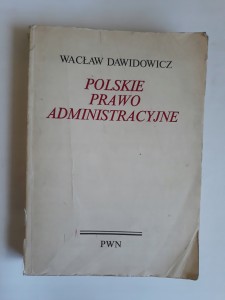 WACŁAW DAWIDOWICZ
POLSKIE
PRAWO
ADMINISTRACYJNE
PWN